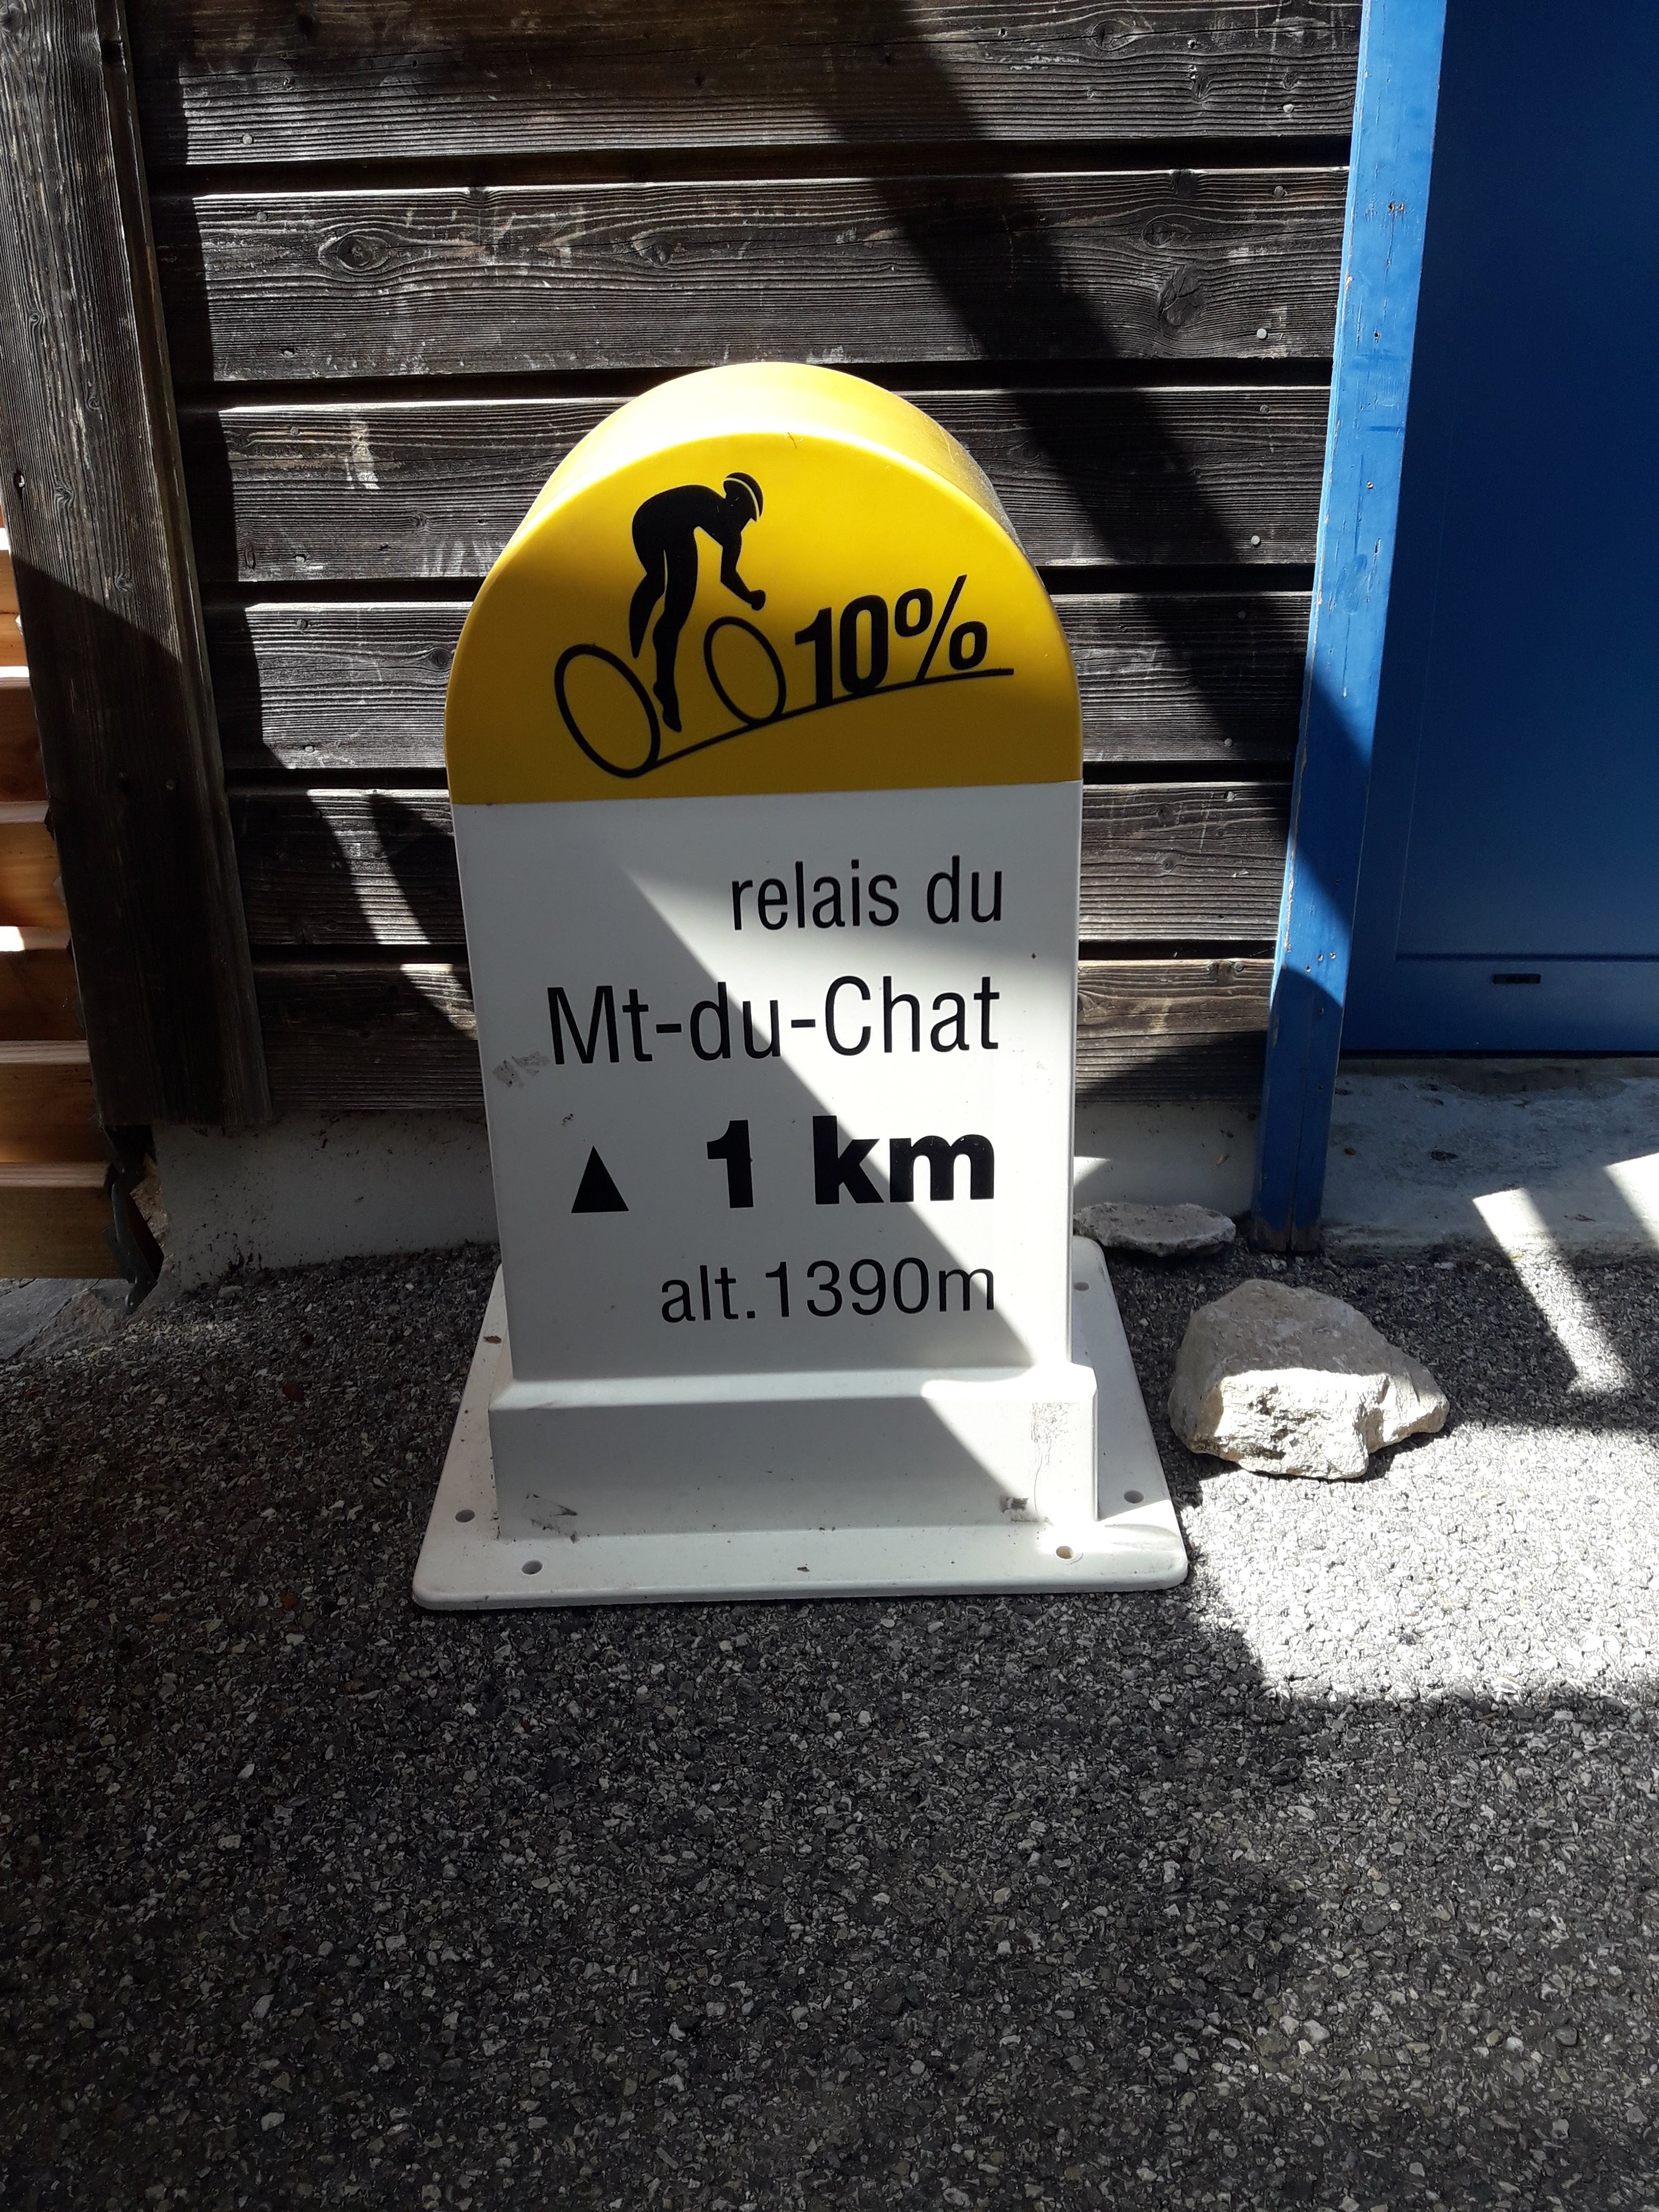 10%
relais du
Mt-du-Chat
▲ 1 km
alt.1390m